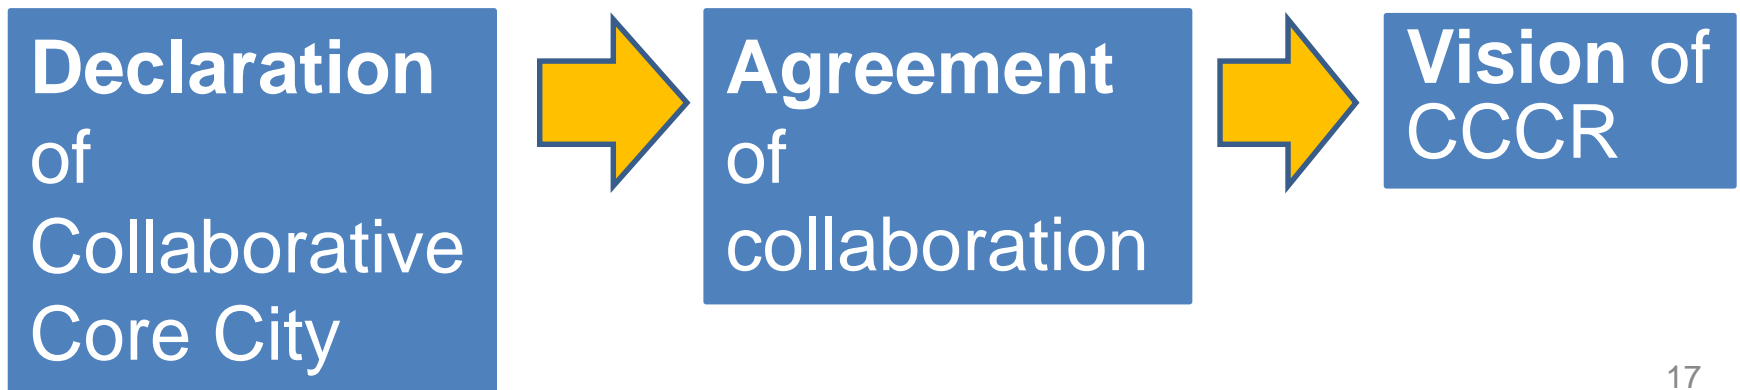 Declaration
of
Collaborative
Core City
Agreement
of
collaboration
Vision of
CCCR
17